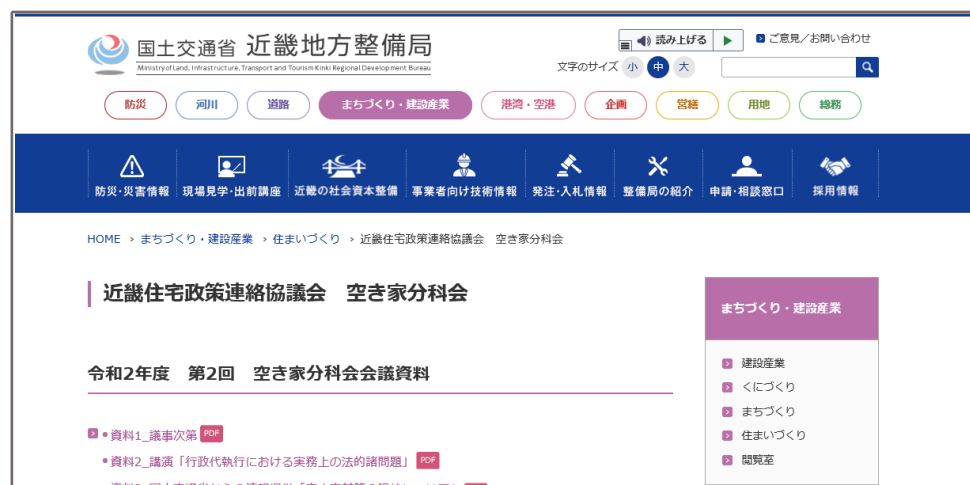 国土交通省 近畿地方整備局
Ministry of Land, Infrastructure, Transport and Tourism Kinki Regional Development Bureau
読み上げる
ご意見／お問い合わせ
文字のサイズ 小 中 大
防災 河川 道路 まちづくり・建設産業 港湾・空港 企画 営繕 用地 総務
防災・災害情報 現場見学・出前講座 近畿の社会資本整備 事業者向け技術情報 発注・入札情報 整備局の紹介 申請・相談窓口 採用情報
HOME › まちづくり・建設産業 › 住まいづくり › 近畿住宅政策連絡協議会　空き家分科会
近畿住宅政策連絡協議会　空き家分科会
令和2年度　第2回　空き家分科会会議資料
資料1_議事次第 PDF
資料2_講演「行政代執行における実務上の法的諸問題」 PDF
まちづくり・建設産業
建設産業
くにづくり
まちづくり
住まいづくり
閲覧室